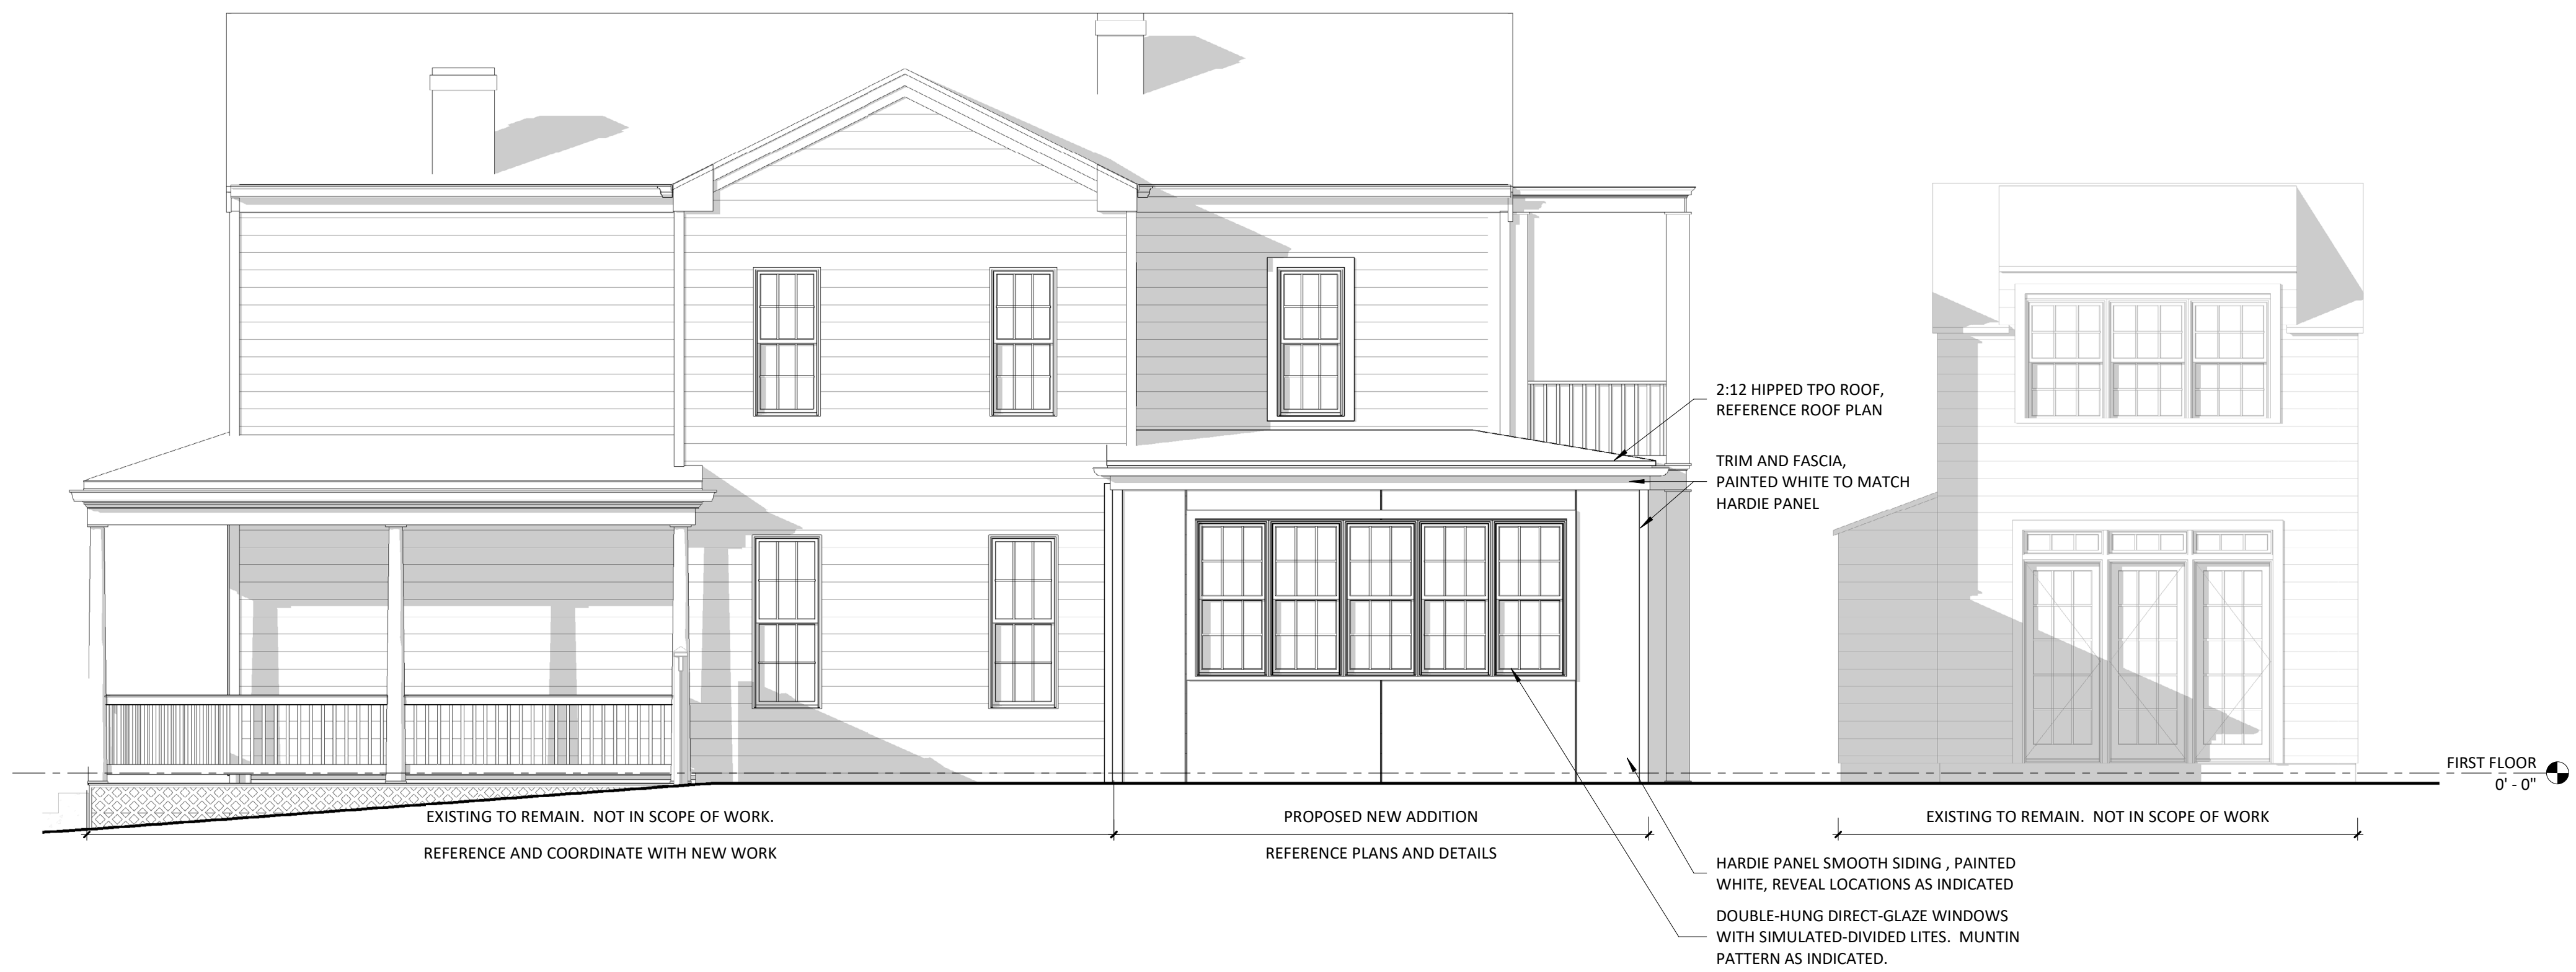 2:12 HIPPED TPO ROOF,
REFERENCE ROOF PLAN
TRIM AND FASCIA,
PAINTED WHITE TO MATCH
HARDIE PANEL
FIRST FLOOR
0' - 0"
EXISTING TO REMAIN.  NOT IN SCOPE OF WORK.
REFERENCE AND COORDINATE WITH NEW WORK
PROPOSED NEW ADDITION
REFERENCE PLANS AND DETAILS
EXISTING TO REMAIN.  NOT IN SCOPE OF WORK
HARDIE PANEL SMOOTH SIDING , PAINTED
WHITE, REVEAL LOCATIONS AS INDICATED
DOUBLE-HUNG DIRECT-GLAZE WINDOWS
WITH SIMULATED-DIVIDED LITES.  MUNTIN
PATTERN AS INDICATED.